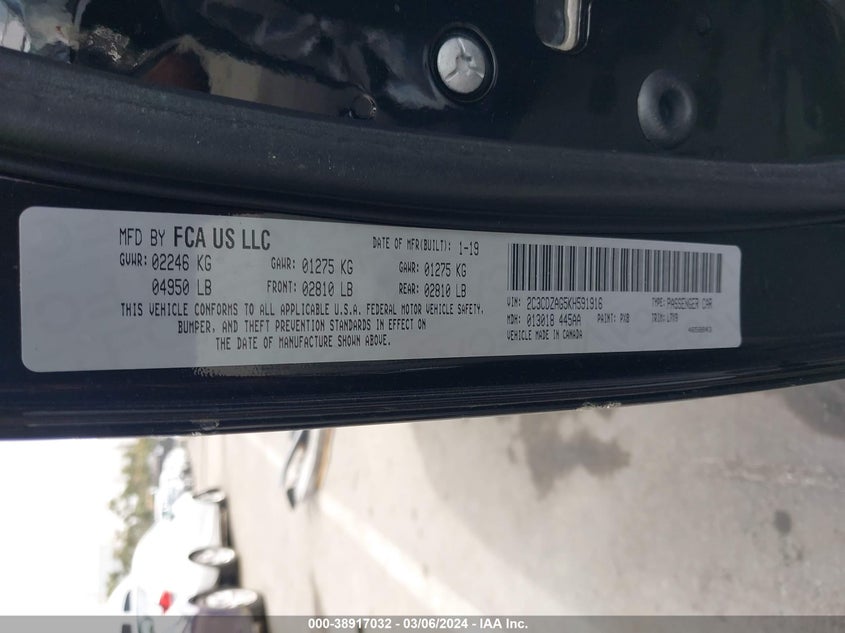 MFD BY FCA US LLC
DATE OF MFR(BUILT): 1-19
GVWR: 02246 KG GAWR: 01275 KG GAWR: 01275 KG
04950 LB FRONT: 02810 LB REAR: 02810 LB
THIS VEHICLE CONFORMS TO ALL APPLICABLE U.S.A. FEDERAL MOTOR VEHICLE SAFETY,
BUMPER, AND THEFT PREVENTION STANDARDS IN EFFECT ON
THE DATE OF MANUFACTURE SHOWN ABOVE.
VIN: 2C3CDZAG5KH591916 TYPE: PASSENGER CAR
MDH: 013018 445AA PAINT: PX8 TRIM: LPX9
VEHICLE MADE IN CANADA
000-38917032 - 03/06/2024 - IAA Inc.